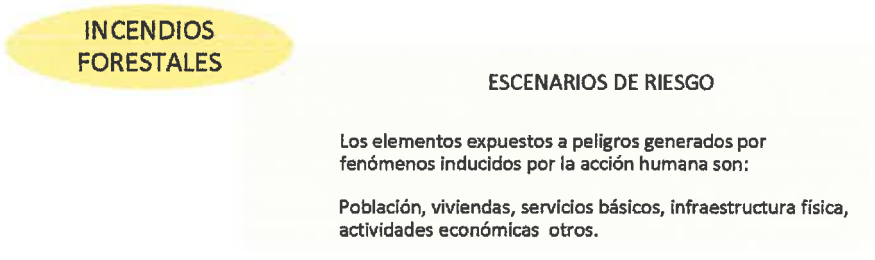 INCENDIOS
FORESTALES
ESCENARIOS DE RIESGO
Los elementos expuestos a peligros generados por
fenómenos inducidos por la acción humana son:
Población, viviendas, servicios básicos, infraestructura física,
actividades económicas otros.